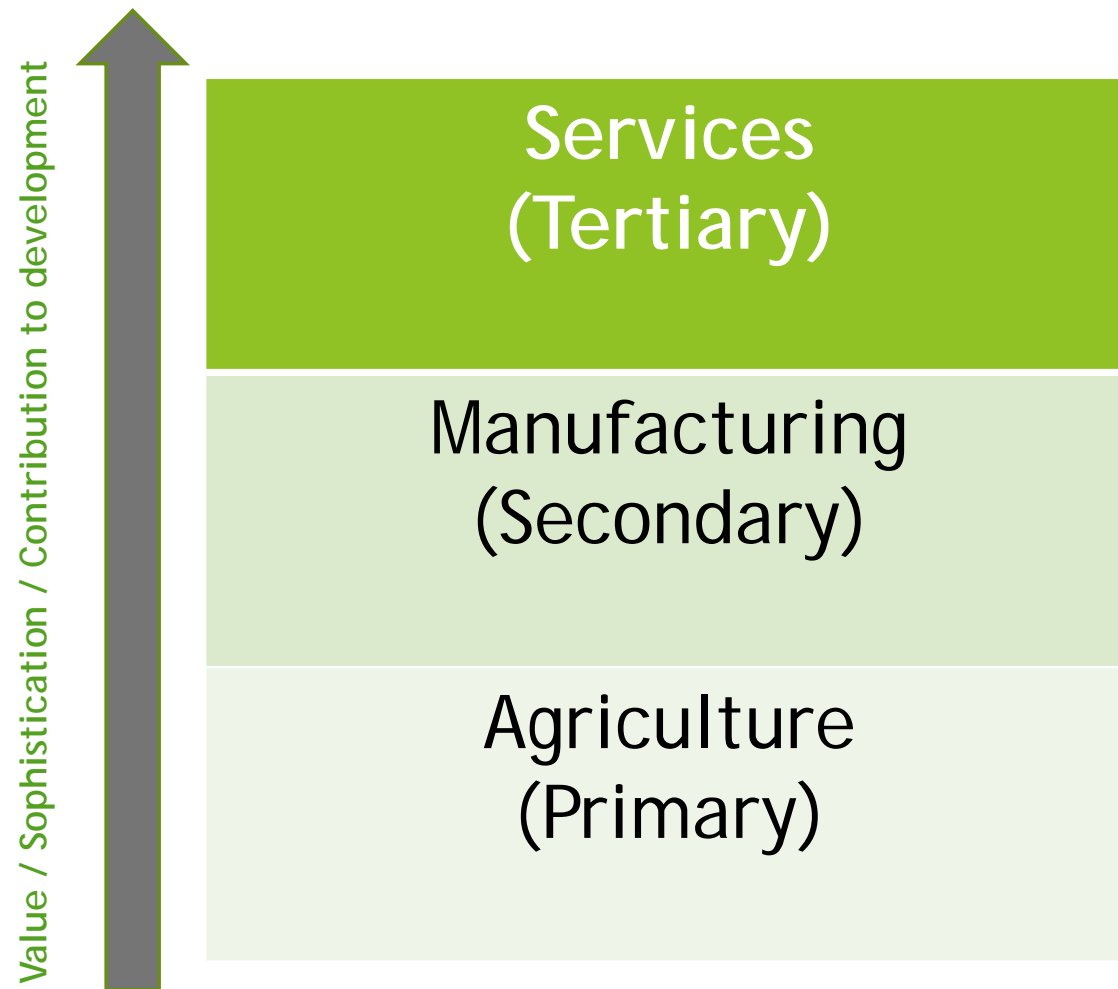 Value / Sophistication / Contribution to development
Services
(Tertiary)
Manufacturing
(Secondary)
Agriculture
(Primary)